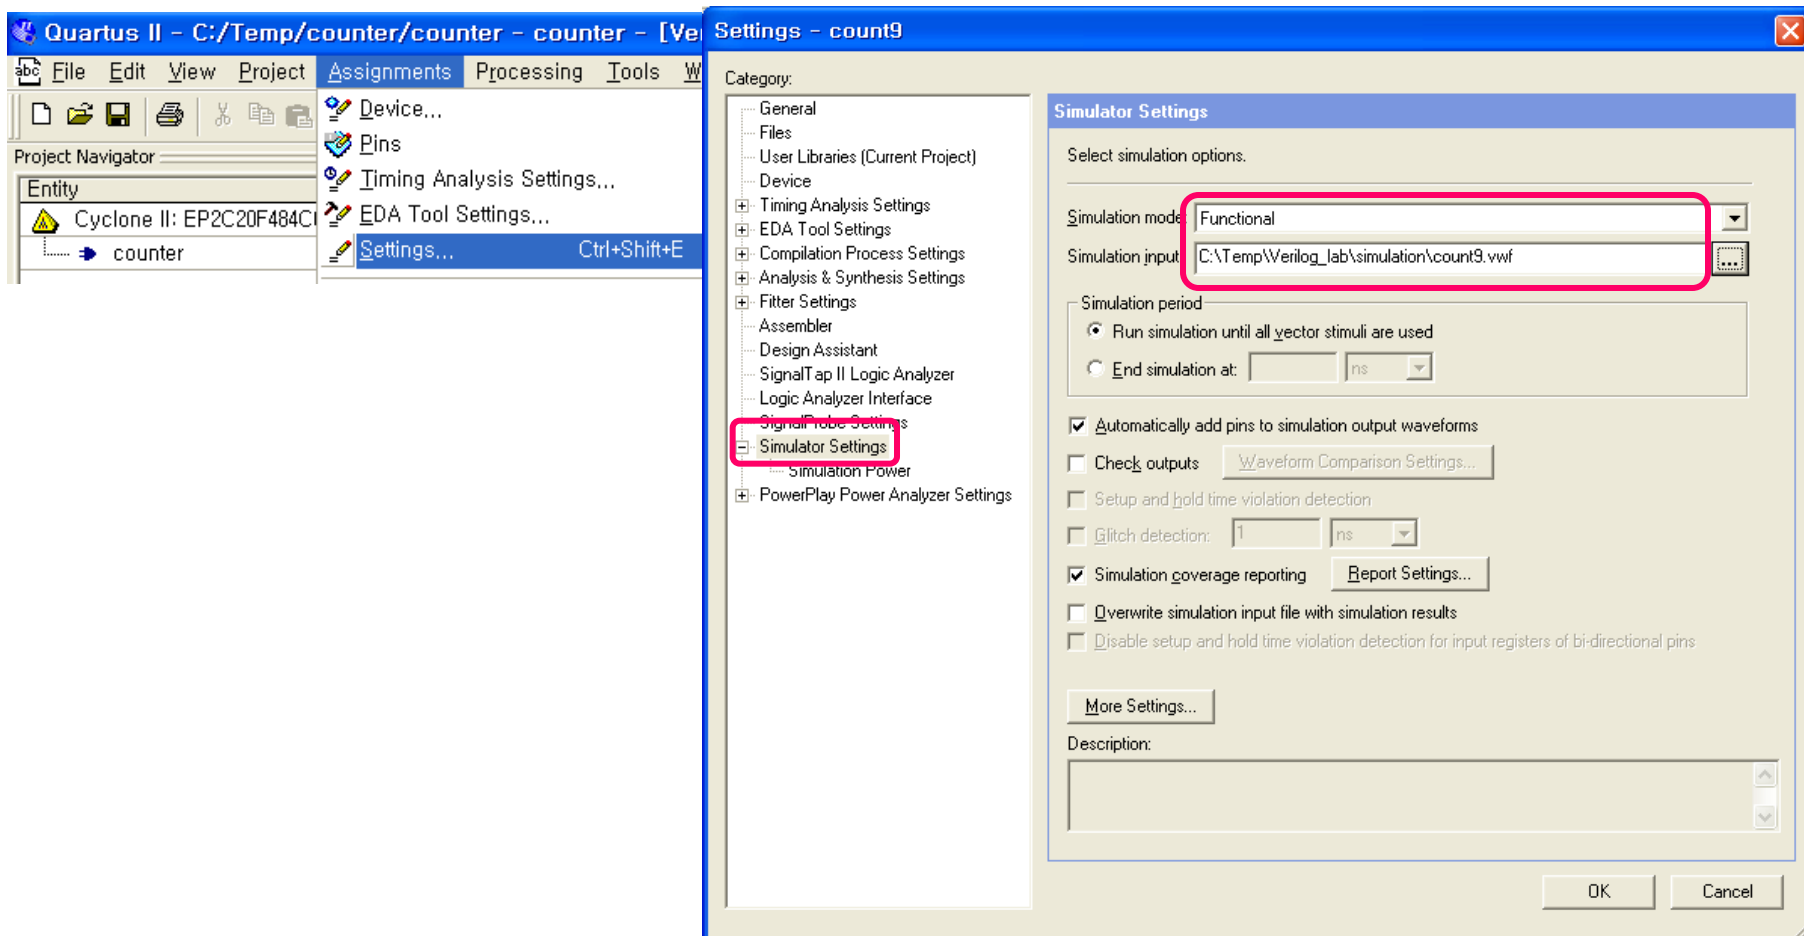 Quartus II - C:/Temp/counter/counter - counter - [Ve
abc File Edit View Project Assignments Processing Tools W
Device...
Pins
Timing Analysis Settings...
EDA Tool Settings...
Settings... Ctrl+Shift+E
Project Navigator
Entity
Cyclone II: EP2C20F484C
counter
Settings - count9
Category:
General
Files
User Libraries (Current Project)
Device
Timing Analysis Settings
EDA Tool Settings
Compilation Process Settings
Analysis & Synthesis Settings
Fitter Settings
Assembler
Design Assistant
SignalTap II Logic Analyzer
Logic Analyzer Interface
SignalProbe Settings
Simulator Settings
Simulation Power
PowerPlay Power Analyzer Settings
Simulator Settings
Select simulation options.
Simulation mode: Functional
Simulation input: C:\Temp\Verilog_lab\simulation\count9.vwf ...
Simulation period
Run simulation until all vector stimuli are used
End simulation at: ns
Automatically add pins to simulation output waveforms
Check outputs Waveform Comparison Settings...
Setup and hold time violation detection
Glitch detection: 1 ns
Simulation coverage reporting Report Settings...
Overwrite simulation input file with simulation results
Disable setup and hold time violation detection for input registers of bi-directional pins
More Settings...
Description:
OK Cancel